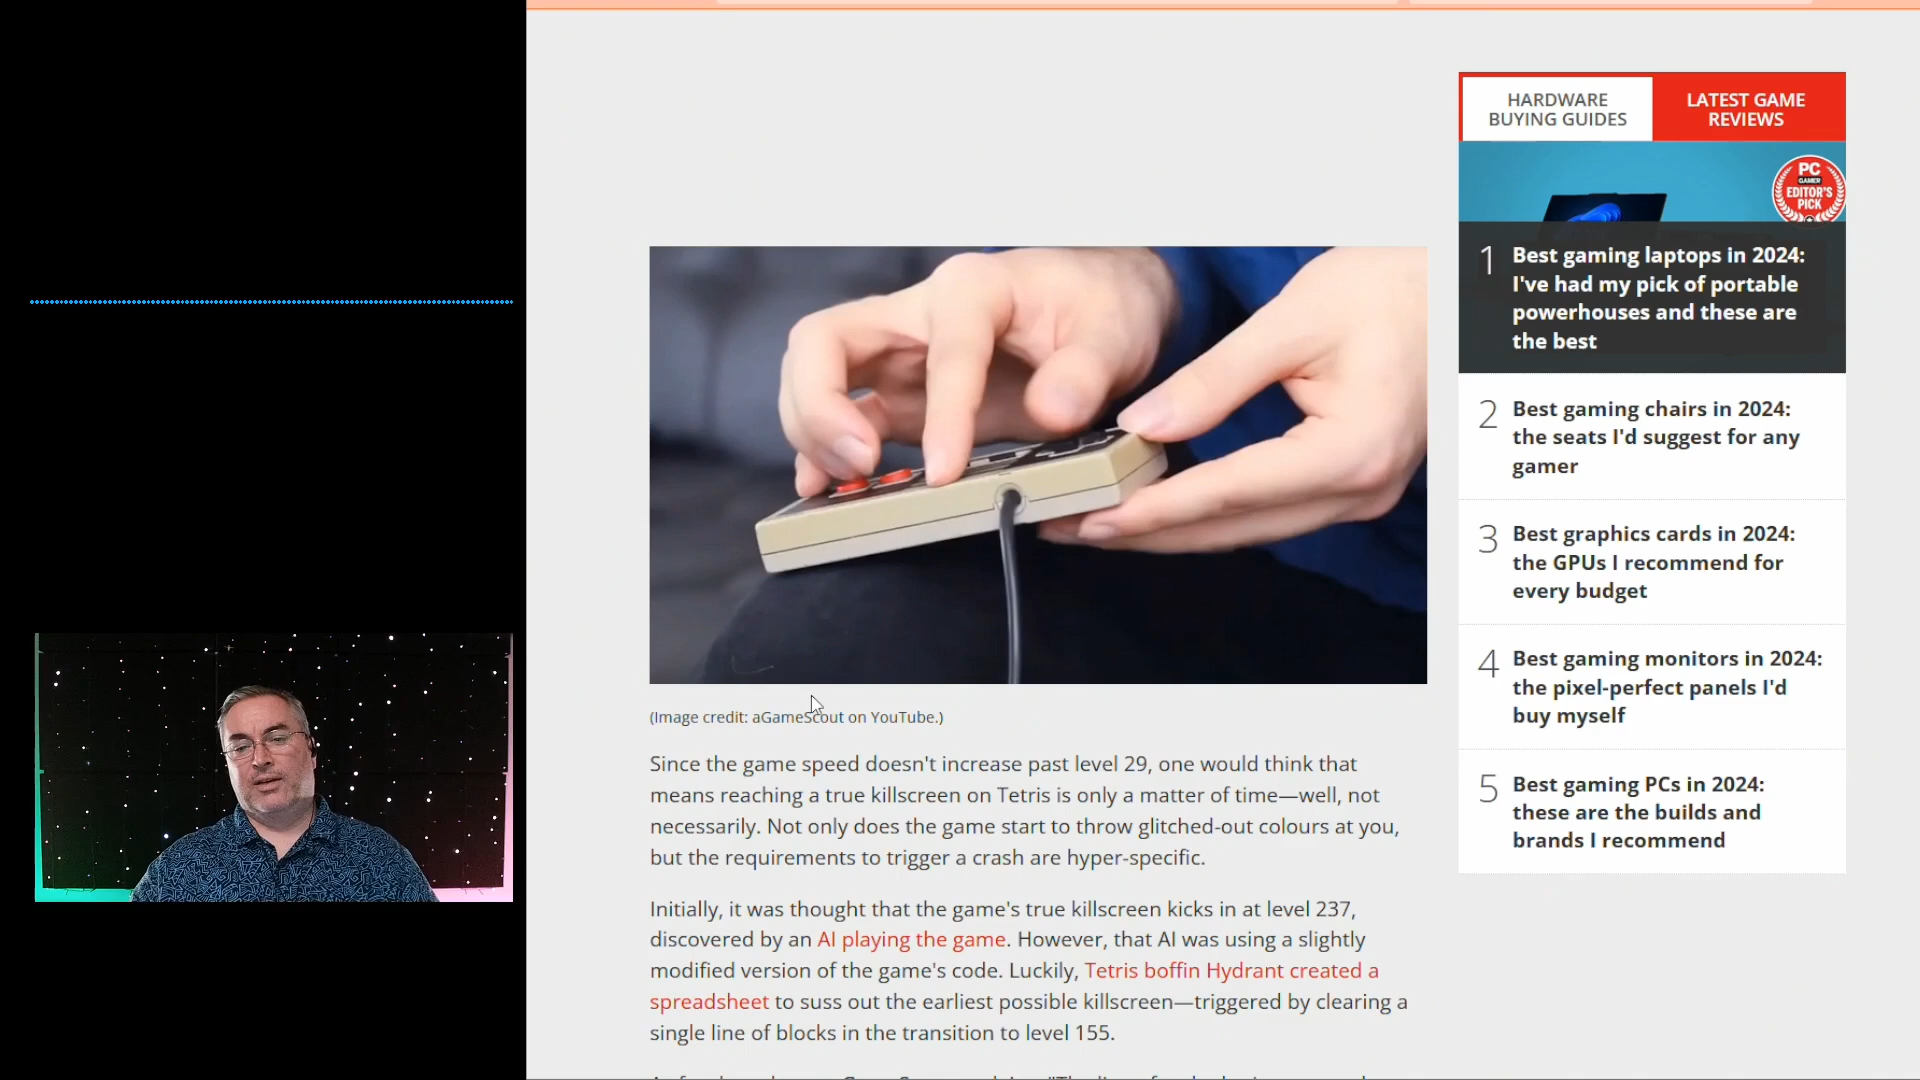 HARDWARE
BUYING GUIDES
LATEST GAME
REVIEWS
PC
GAMER
EDITOR'S
PICK
1
Best gaming laptops in 2024:
I've had my pick of portable
powerhouses and these are
the best
2
Best gaming chairs in 2024:
the seats I'd suggest for any
gamer
3
Best graphics cards in 2024:
the GPUs I recommend for
every budget
4
Best gaming monitors in 2024:
the pixel-perfect panels I'd
buy myself
5
Best gaming PCs in 2024:
these are the builds and
brands I recommend
(Image credit: aGameScout on YouTube.)
Since the game speed doesn't increase past level 29, one would think that
means reaching a true killscreen on Tetris is only a matter of time—well, not
necessarily. Not only does the game start to throw glitched-out colours at you,
but the requirements to trigger a crash are hyper-specific.
Initially, it was thought that the game's true killscreen kicks in at level 237,
discovered by an AI playing the game. However, that AI was using a slightly
modified version of the game's code. Luckily, Tetris boffin Hydrant created a
spreadsheet to suss out the earliest possible killscreen—triggered by clearing a
single line of blocks in the transition to level 155.